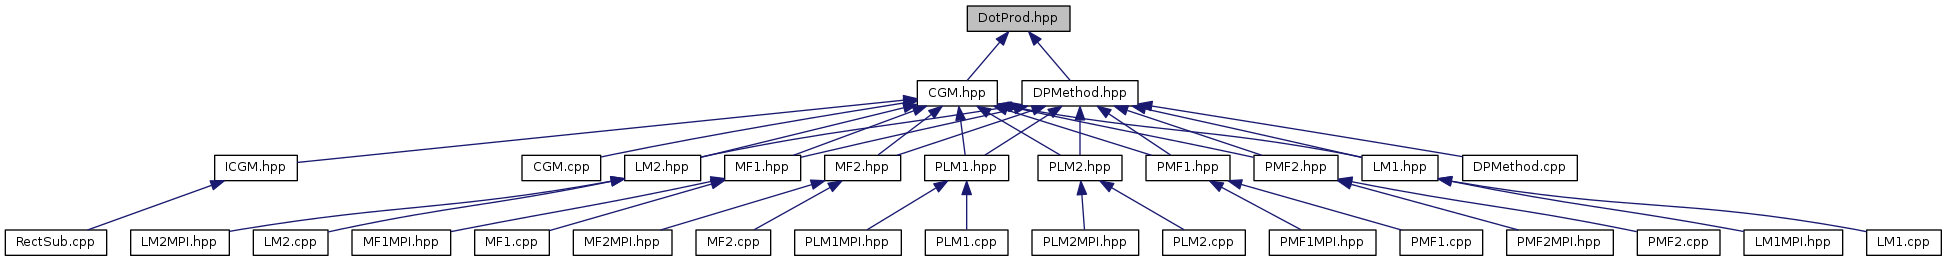 DotProd.hpp
CGM.hpp
DPMethod.hpp
ICGM.hpp
CGM.cpp
LM2.hpp
MF1.hpp
MF2.hpp
PLM1.hpp
PLM2.hpp
PMF1.hpp
PMF2.hpp
LM1.hpp
DPMethod.cpp
RectSub.cpp
LM2MPI.hpp
LM2.cpp
MF1MPI.hpp
MF1.cpp
MF2MPI.hpp
MF2.cpp
PLM1MPI.hpp
PLM1.cpp
PLM2MPI.hpp
PLM2.cpp
PMF1MPI.hpp
PMF1.cpp
PMF2MPI.hpp
PMF2.cpp
LM1MPI.hpp
LM1.cpp